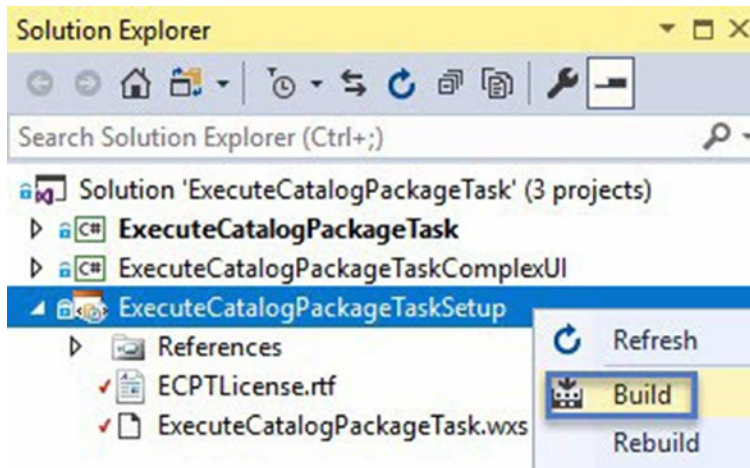 Solution Explorer
Search Solution Explorer (Ctrl+;)
Solution 'ExecuteCatalogPackageTask' (3 projects)
C# ExecuteCatalogPackageTask
C# ExecuteCatalogPackageTaskComplexUI
ExecuteCatalogPackageTaskSetup
References
Refresh
ECPTLicense.rtf
Build
ExecuteCatalogPackageTask.wxs
Rebuild